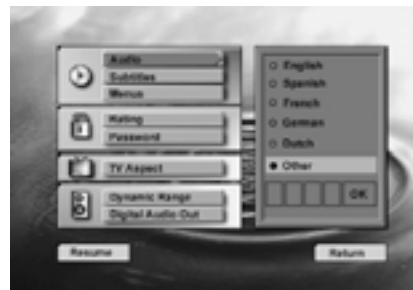 Audio
Subtitles
Menus
Rating
Password
TV Aspect
Dynamic Range
Digital Audio Out
English
Spanish
French
German
Dutch
Other
OK
Resume
Return